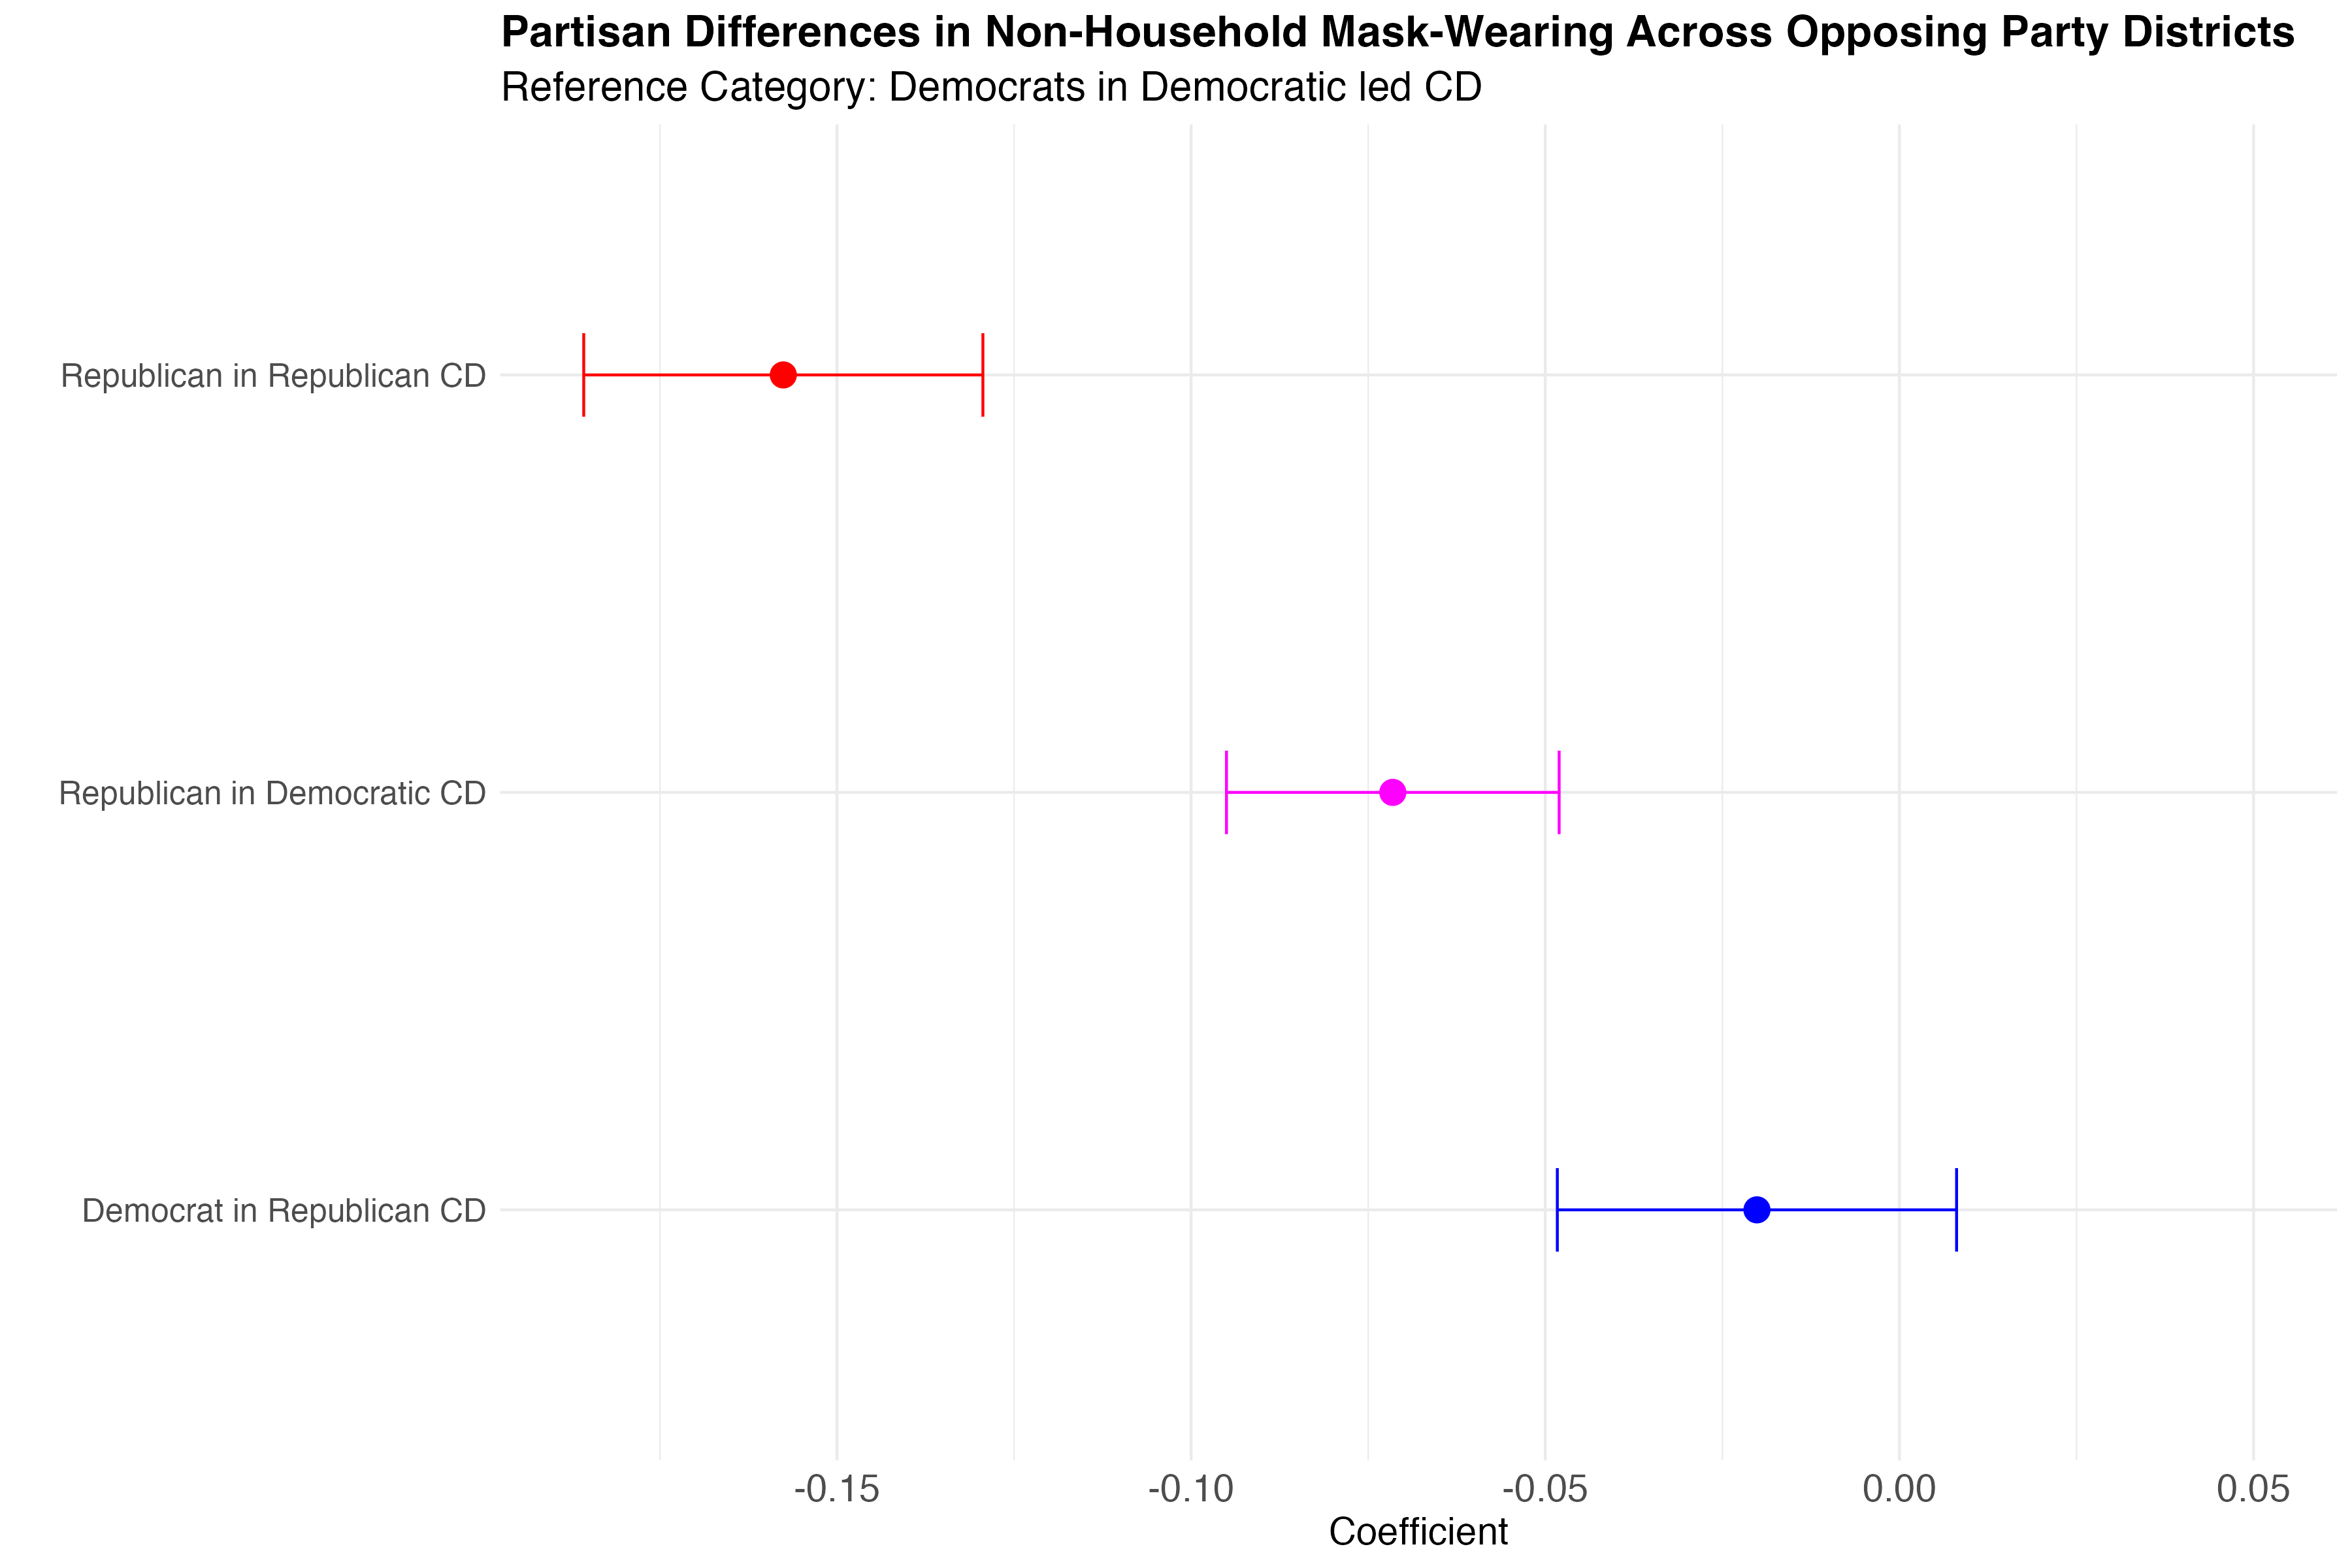 Partisan Differences in Non-Household Mask-Wearing Across Opposing Party Districts
Reference Category: Democrats in Democratic led CD
Republican in Republican CD
Republican in Democratic CD
Democrat in Republican CD
-0.15 -0.10 -0.05 0.00 0.05
Coefficient